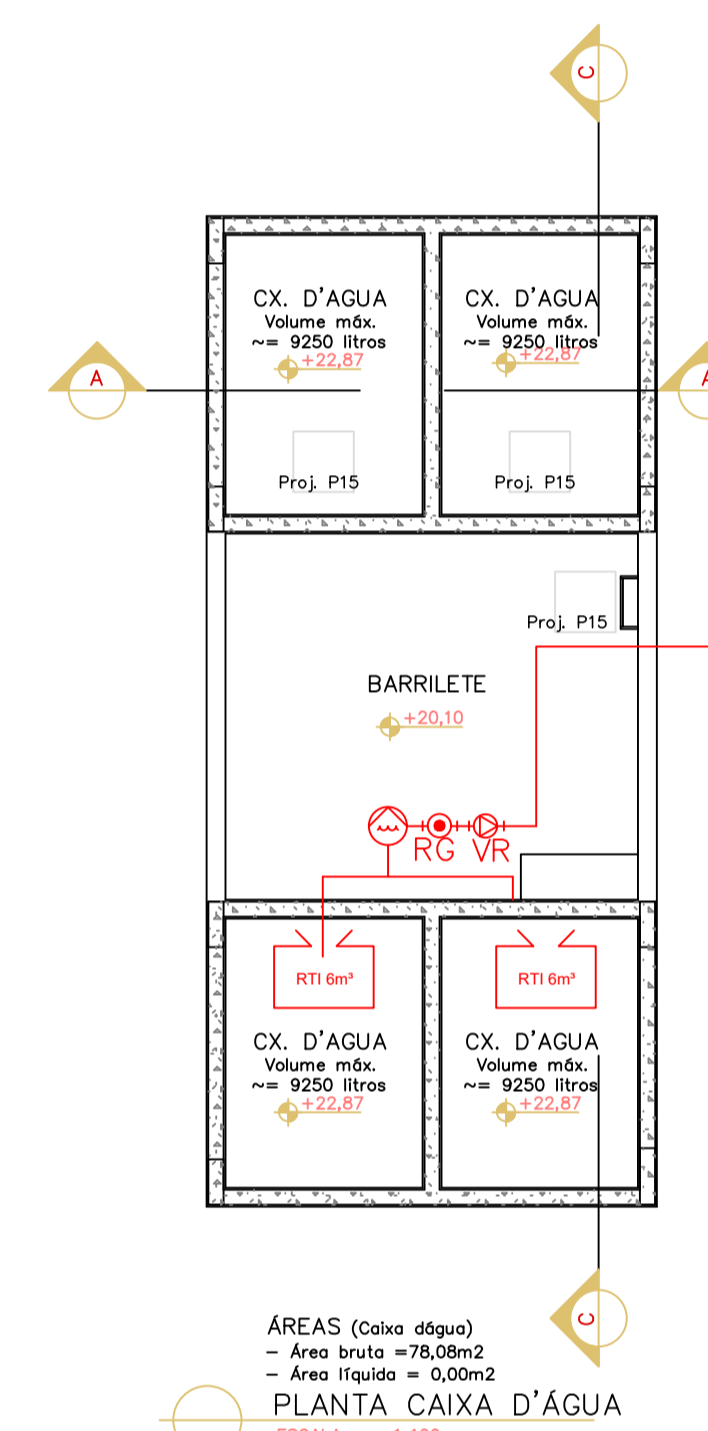 C
CX. D'AGUA
Volume máx.
~= 9250 litros
+22,87
CX. D'AGUA
Volume máx.
~= 9250 litros
+22,87
A
A
Proj. P15
Proj. P15
Proj. P15
BARRILETE
+20,10
RG VR
RTI 6m³
RTI 6m³
CX. D'AGUA
Volume máx.
~= 9250 litros
+22,87
CX. D'AGUA
Volume máx.
~= 9250 litros
+22,87
C
ÁREAS (Caixa dágua)
- Área bruta =78,08m2
- Área líquida = 0,00m2
PLANTA CAIXA D'ÁGUA